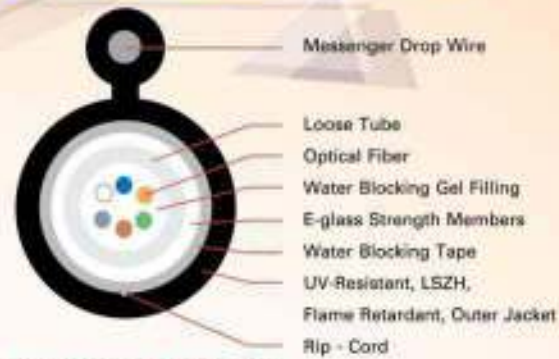 Messenger Drop Wire
Loose Tube
Optical Fiber
Water Blocking Gel Filling
E-glass Strength Members
Water Blocking Tape
UV-Resistant, LSZH,
Flame Retardant, Outer Jacket
Rip - Cord